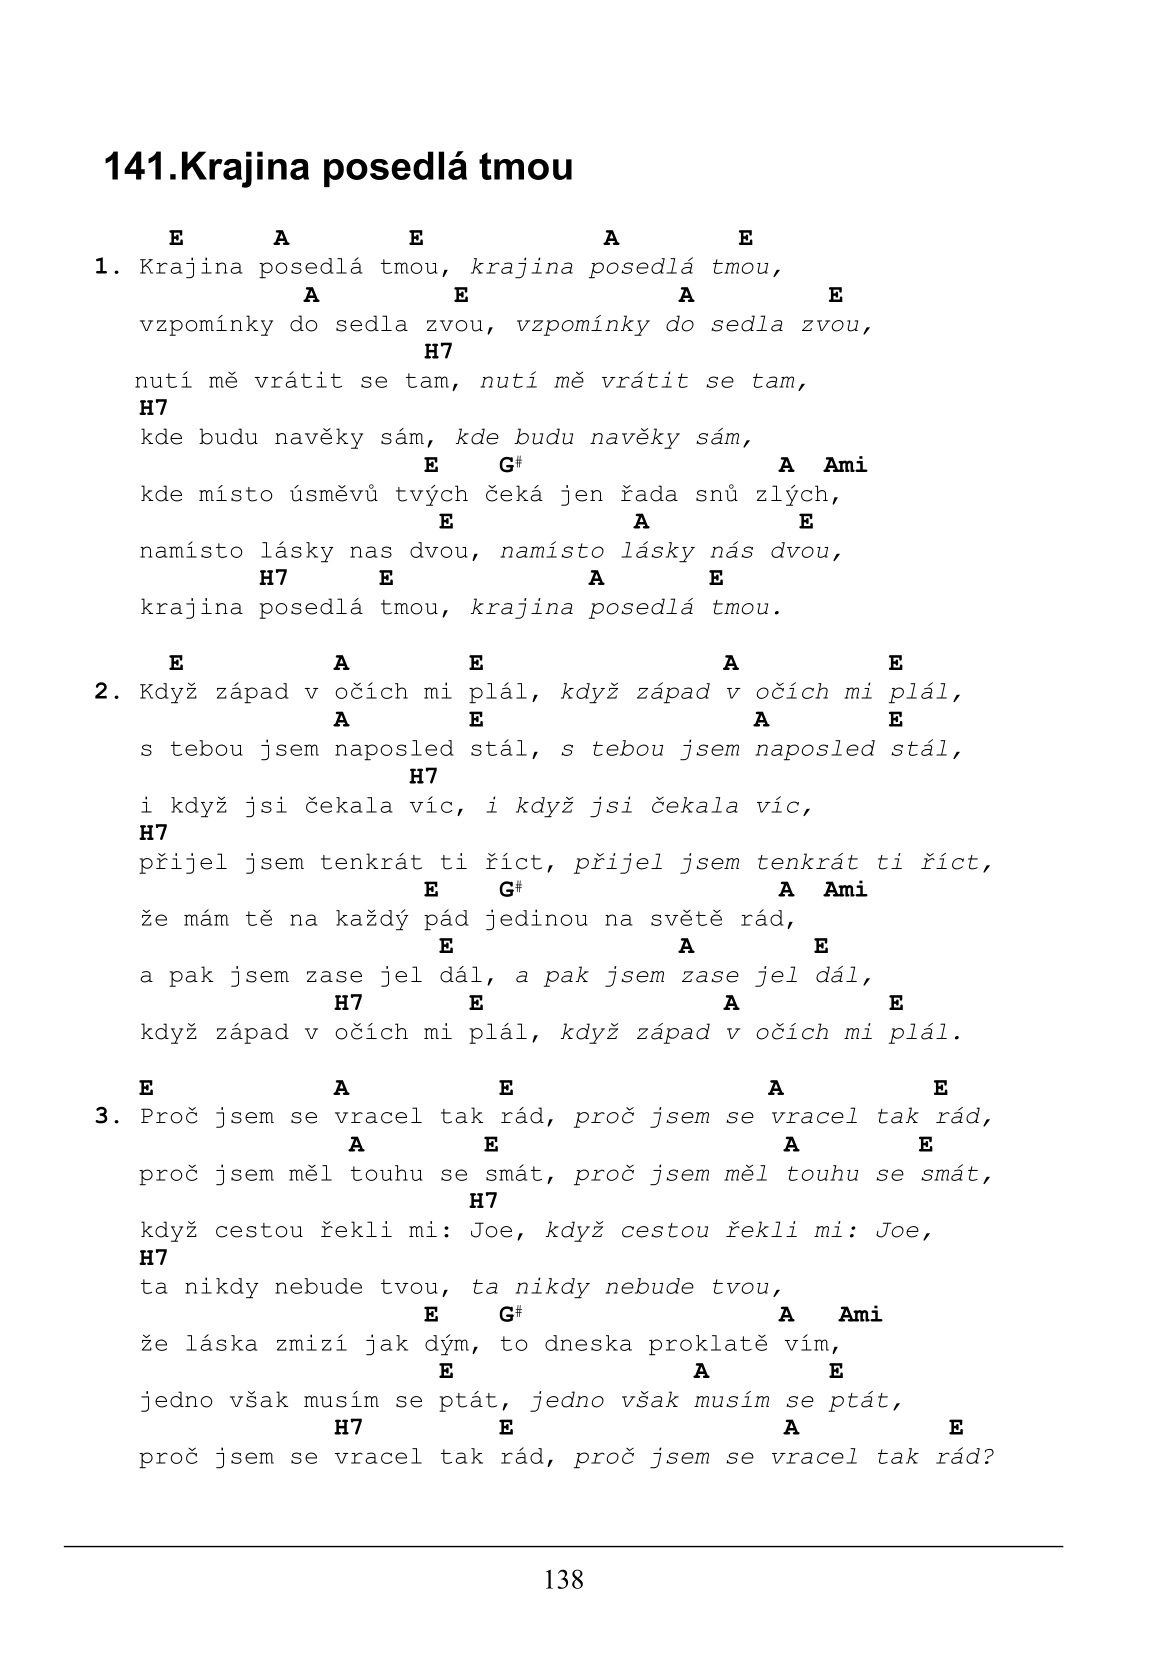 141.Krajina posedlá tmou
E A E A E
1. Krajina posedlá tmou, krajina posedlá tmou,
A E A E
vzpomínky do sedla zvou, vzpomínky do sedla zvou,
H7
nutí mě vrátit se tam, nutí mě vrátit se tam,
H7
kde budu navěky sám, kde budu navěky sám,
E G# A Ami
kde místo úsměvů tvých čeká jen řada snů zlých,
E A E
namísto lásky nas dvou, namísto lásky nás dvou,
H7 E A E
krajina posedlá tmou, krajina posedlá tmou.
E A E A E
2. Když západ v očích mi plál, když západ v očích mi plál,
A E A E
s tebou jsem naposled stál, s tebou jsem naposled stál,
H7
i když jsi čekala víc, i když jsi čekala víc,
H7
přijel jsem tenkrát ti říct, přijel jsem tenkrát ti říct,
E G# A Ami
že mám tě na každý pád jedinou na světě rád,
E A E
a pak jsem zase jel dál, a pak jsem zase jel dál,
H7 E A E
když západ v očích mi plál, když západ v očích mi plál.
E A E A E
3. Proč jsem se vracel tak rád, proč jsem se vracel tak rád,
A E A E
proč jsem měl touhu se smát, proč jsem měl touhu se smát,
H7
když cestou řekli mi: Joe, když cestou řekli mi: Joe,
H7
ta nikdy nebude tvou, ta nikdy nebude tvou,
E G# A Ami
že láska zmizí jak dým, to dneska proklatě vím,
E A E
jedno však musím se ptát, jedno však musím se ptát,
H7 E A E
proč jsem se vracel tak rád, proč jsem se vracel tak rád?
138